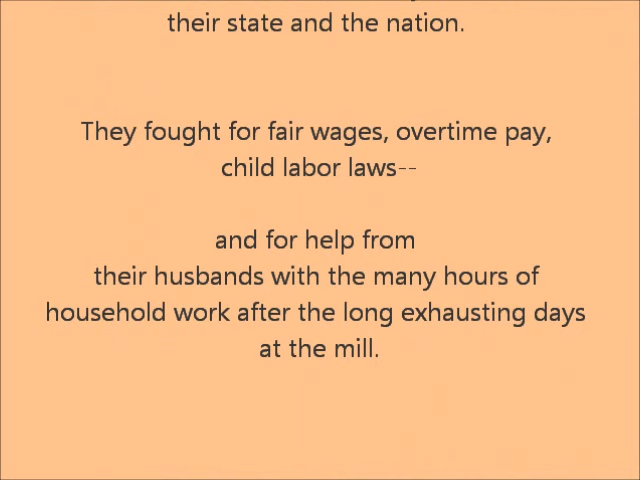 their state and the nation.
They fought for fair wages, overtime pay,
child labor laws--
and for help from
their husbands with the many hours of
household work after the long exhausting days
at the mill.